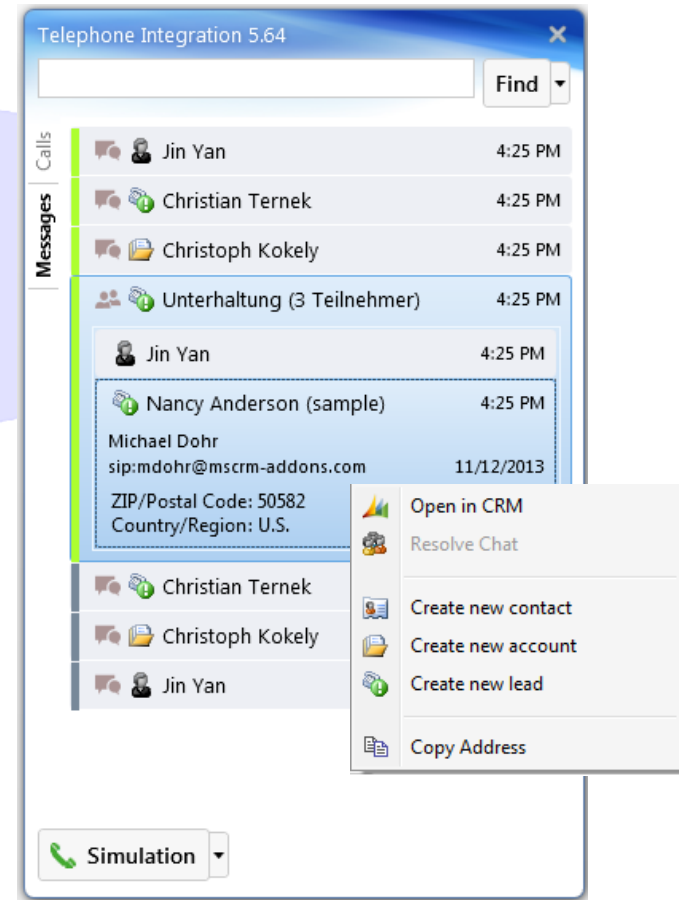 Telephone Integration 5.64
Find
Calls
Messages
Jin Yan 4:25 PM
Christian Ternek 4:25 PM
Christoph Kokely 4:25 PM
Unterhaltung (3 Teilnehmer) 4:25 PM
Jin Yan 4:25 PM
Nancy Anderson (sample) 4:25 PM
Michael Dohr
sip:mdohr@mscrm-addons.com 11/12/2013
ZIP/Postal Code: 50582
Country/Region: U.S.
Christian Ternek
Christoph Kokely
Jin Yan
Open in CRM
Resolve Chat
Create new contact
Create new account
Create new lead
Copy Address
Simulation